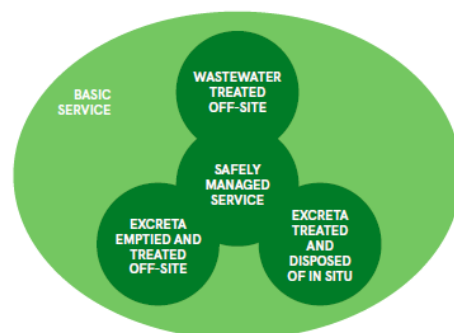 WASTEWATER
TREATED
OFF-SITE
BASIC
SERVICE
SAFELY
MANAGED
SERVICE
EXCRETA
EMPTIED AND
TREATED
OFF-SITE
EXCRETA
TREATED
AND
DISPOSED
OF IN SITU